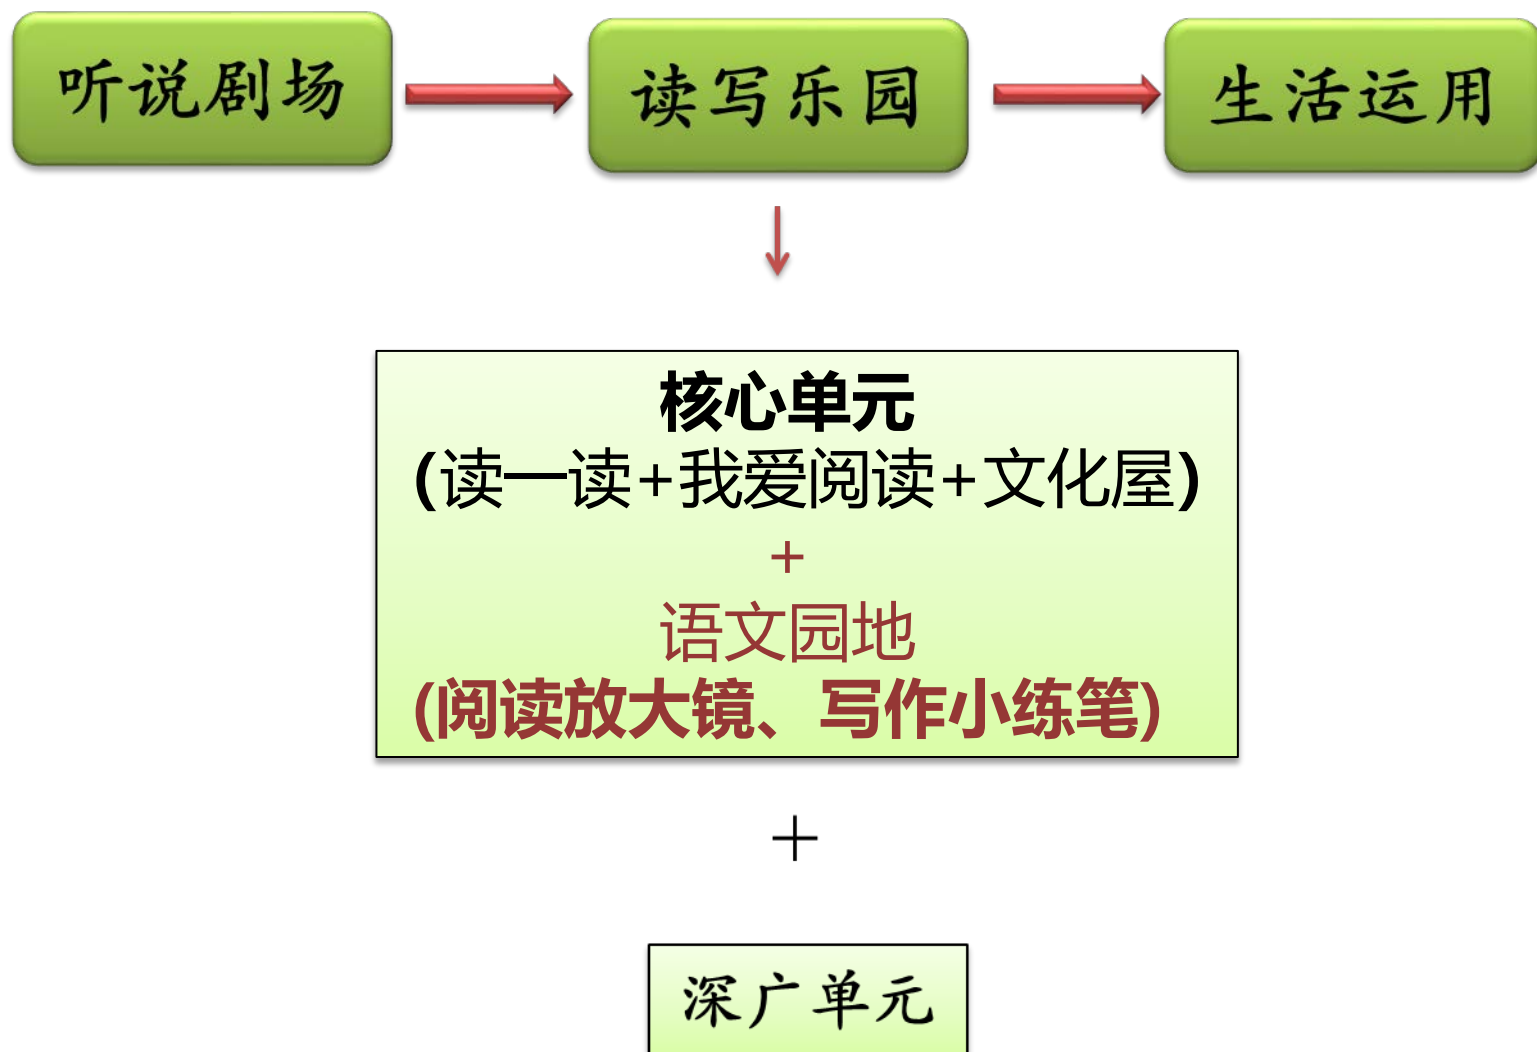 听说剧场
读写乐园
生活运用
核心单元
(读一读+我爱阅读+文化屋)
+
语文园地
(阅读放大镜、写作小练笔)
+
深广单元